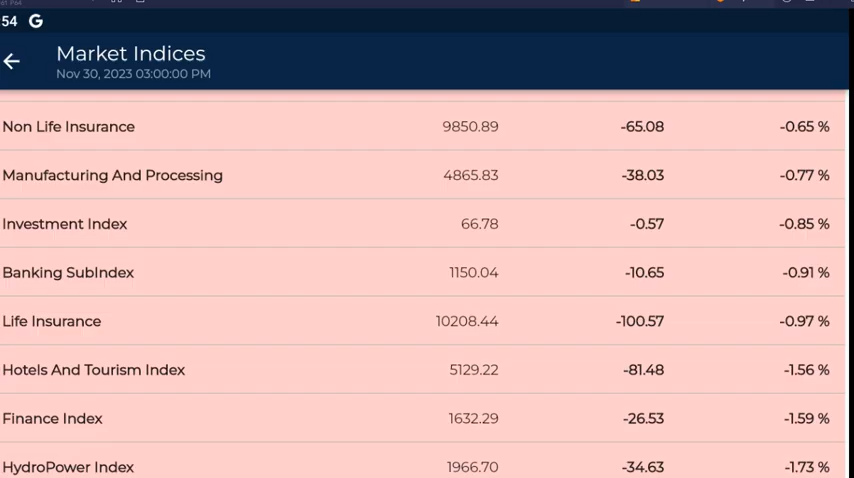 54 G
Market Indices
Nov 30, 2023 03:00:00 PM
Non Life Insurance 9850.89 -65.08 -0.65 %
Manufacturing And Processing 4865.83 -38.03 -0.77 %
Investment Index 66.78 -0.57 -0.85 %
Banking SubIndex 1150.04 -10.65 -0.91 %
Life Insurance 10208.44 -100.57 -0.97 %
Hotels And Tourism Index 5129.22 -81.48 -1.56 %
Finance Index 1632.29 -26.53 -1.59 %
HydroPower Index 1966.70 -34.63 -1.73 %